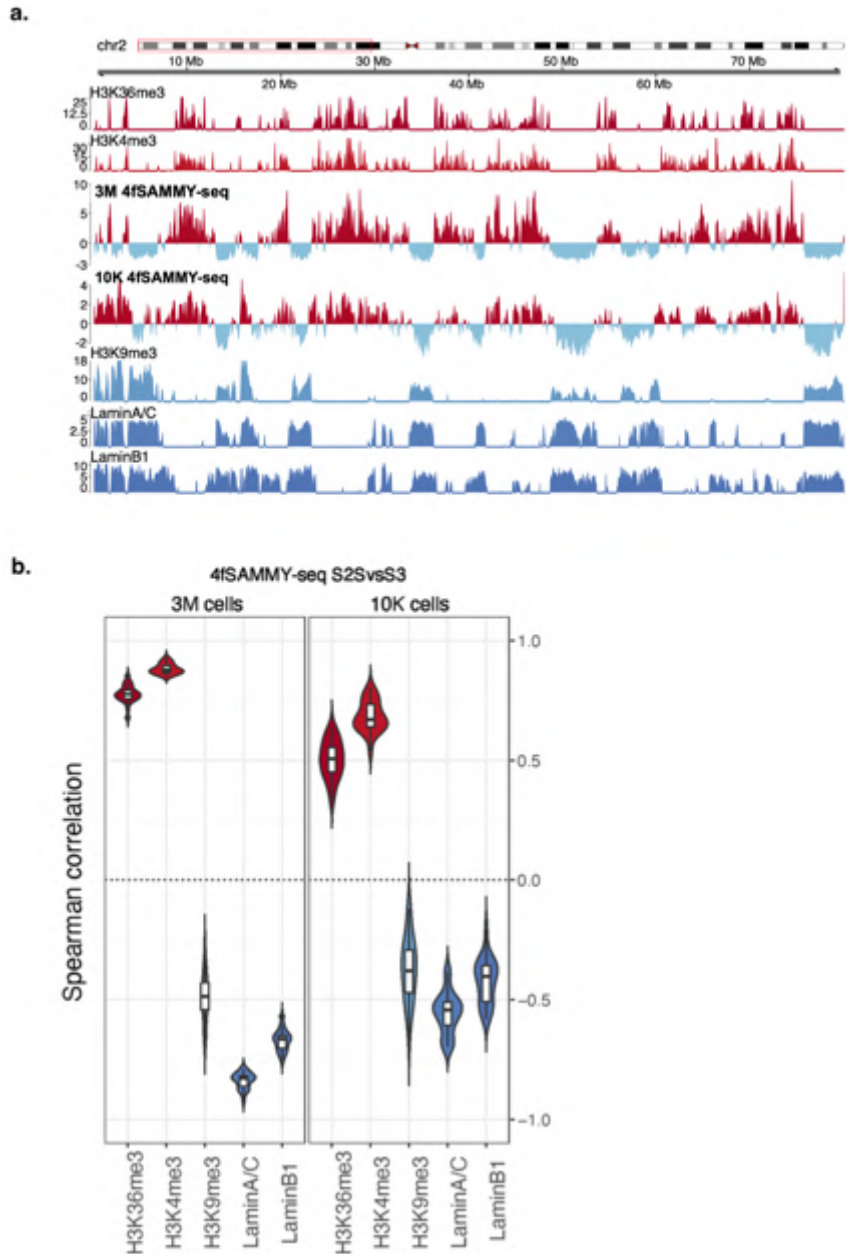 a.
chr2
10 Mb 30 Mb 50 Mb 70 Mb
20 Mb 40 Mb 60 Mb
H3K36me3
25
12.5
0
H3K4me3
30
0
3M 4fSAMMY-seq
10
5
0
-3
10K 4fSAMMY-seq
4
2
0
-2
H3K9me3
18
10
0
LaminA/C
5
2.5
0
LaminB1
10
5
0
b.
4fSAMMY-seq S2SvsS3
3M cells 10K cells
Spearman correlation
1.0
0.5
0.0
-0.5
-1.0
H3K36me3 H3K4me3 H3K9me3 LaminA/C LaminB1 H3K36me3 H3K4me3 H3K9me3 LaminA/C LaminB1